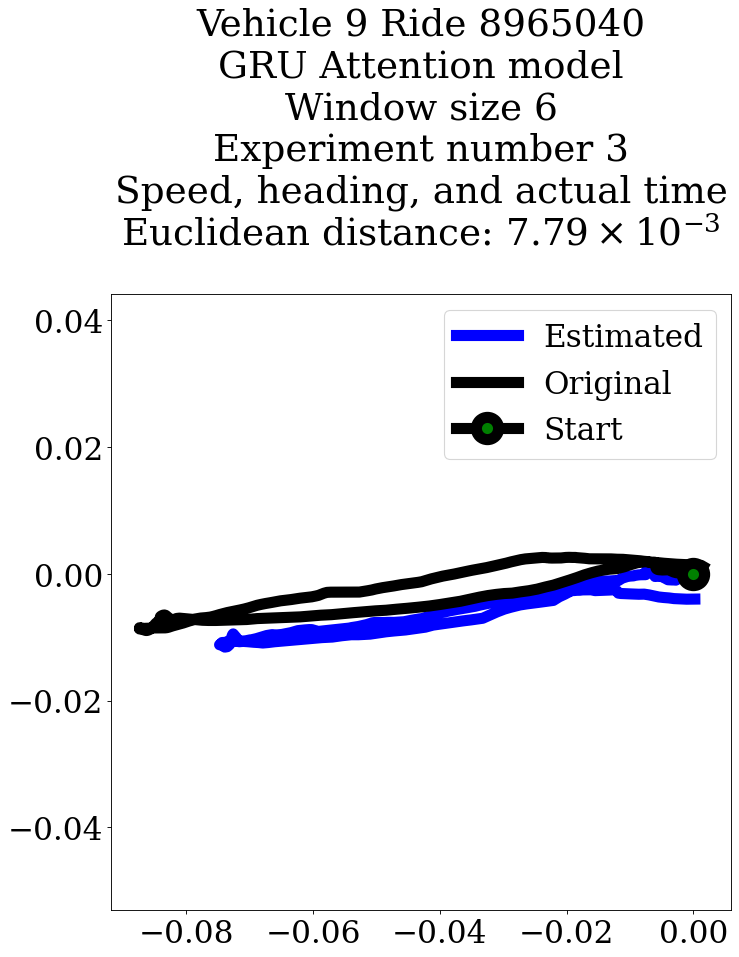 Vehicle 9 Ride 8965040
GRU Attention model
Window size 6
Experiment number 3
Speed, heading, and actual time
Euclidean distance: 7.79 × 10⁻³
Estimated
Original
Start
0.04
0.02
0.00
−0.02
−0.04
−0.08 −0.06 −0.04 −0.02 0.00